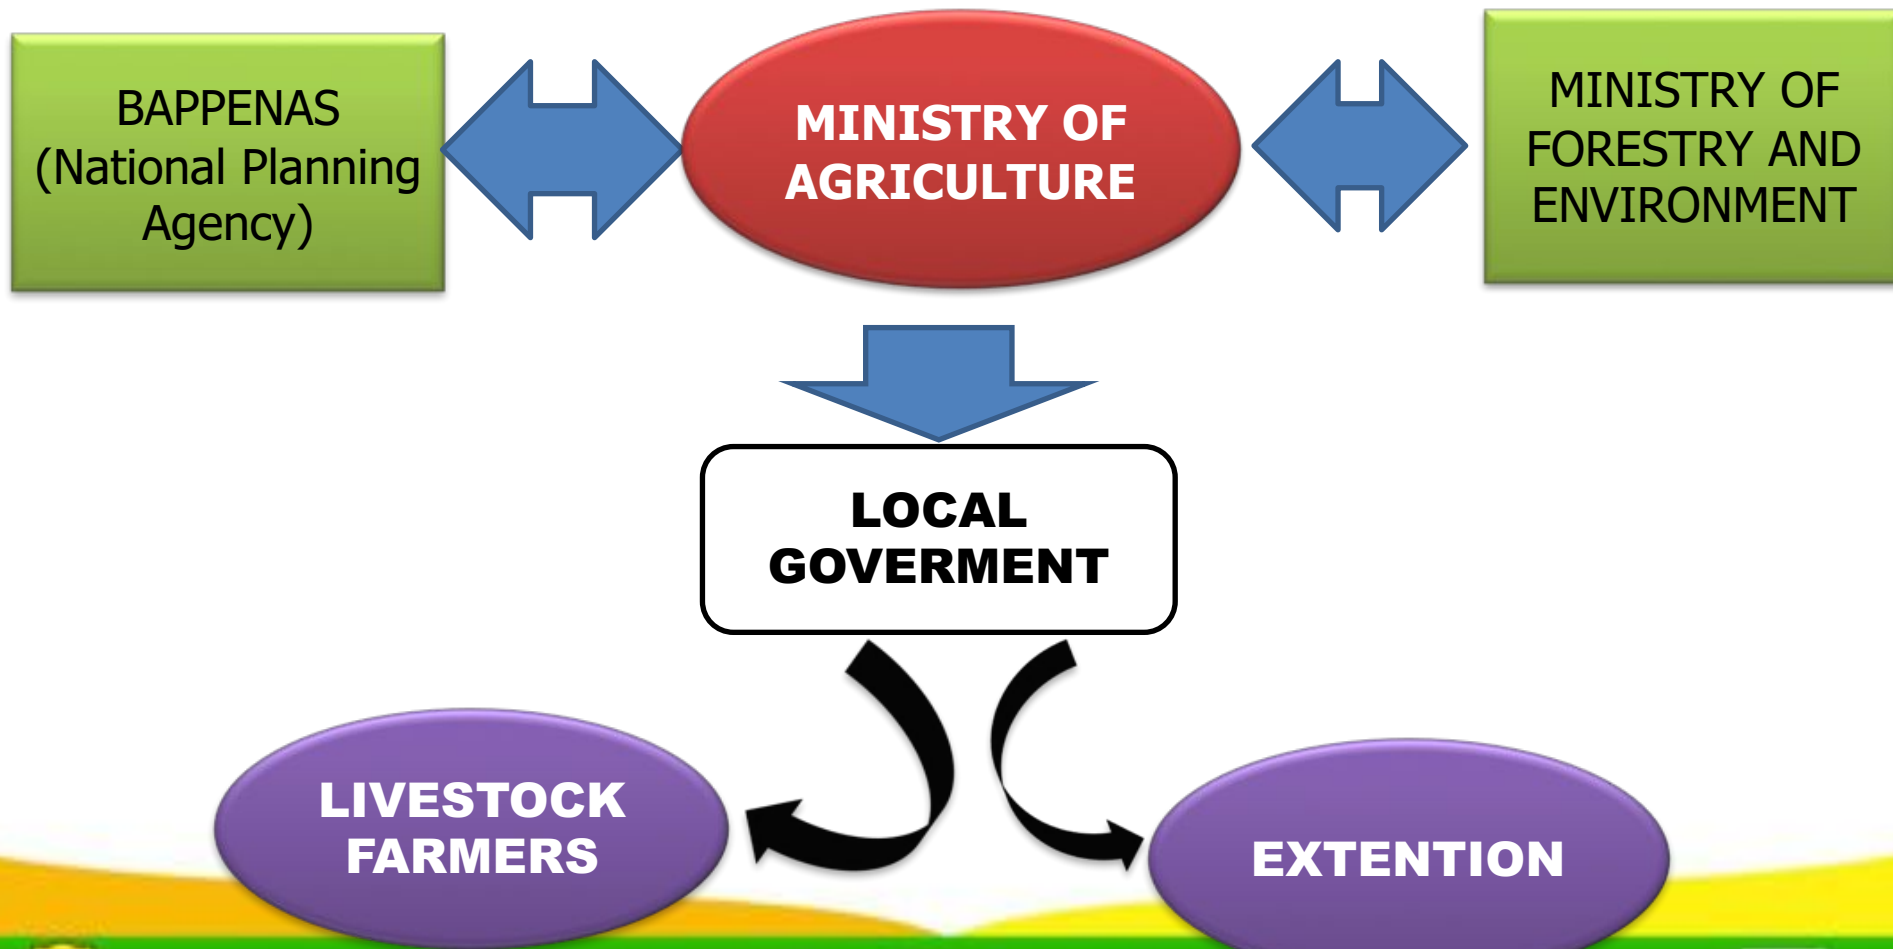 BAPPENAS
(National Planning
Agency)
MINISTRY OF
AGRICULTURE
MINISTRY OF
FORESTRY AND
ENVIRONMENT
LOCAL
GOVERMENT
LIVESTOCK
FARMERS
EXTENTION